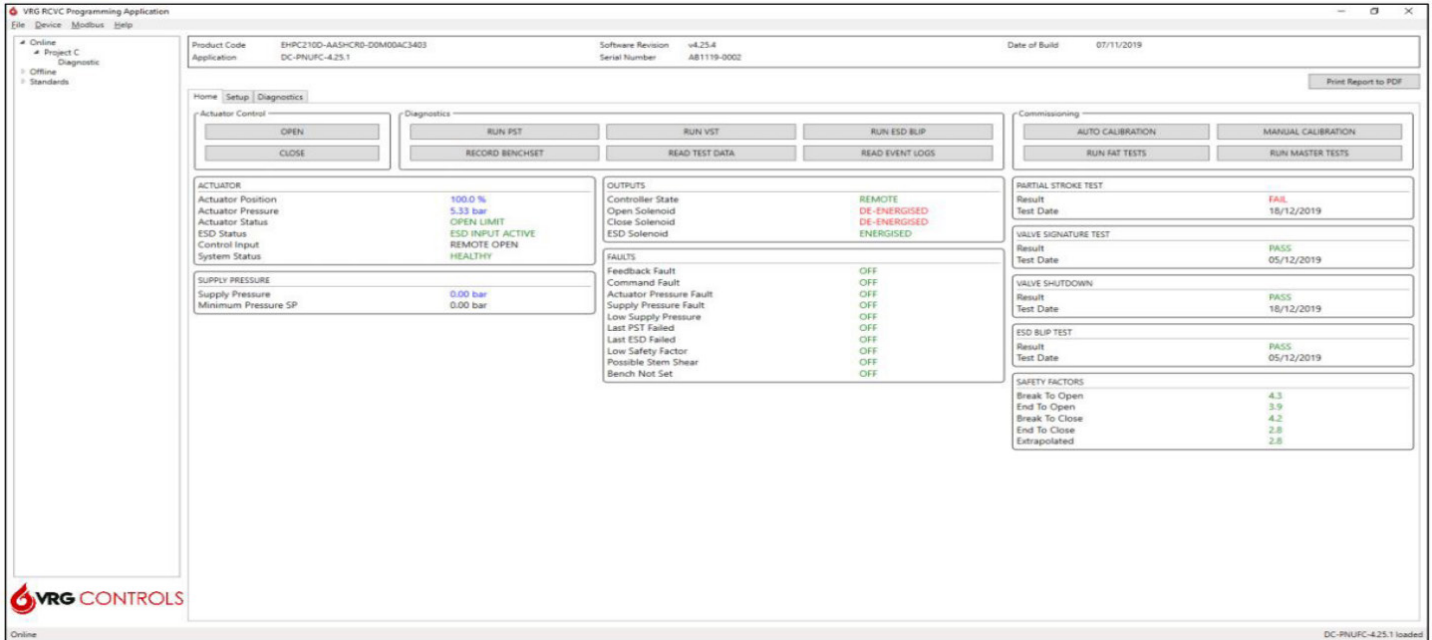 VRG RCVC Programming Application
File Device Modbus Help
Online
Project C
Diagnostic
Offline
Standards
Product Code EHPC210D-AASHCR0-D0M00AC3403 Software Revision v4.25.4 Date of Build 07/11/2019
Application DC-PNUFC-4.25.1 Serial Number AB1119-0002
Print Report to PDF
Home Setup Diagnostics
Actuator Control
OPEN
CLOSE
Diagnostics
RUN PST RUN VST RUN ESD BLIP
RECORD BENCHSET READ TEST DATA READ EVENT LOGS
Commissioning
AUTO CALIBRATION MANUAL CALIBRATION
RUN FAT TESTS RUN MASTER TESTS
ACTUATOR
Actuator Position 100.0 %
Actuator Pressure 5.33 bar
Actuator Status OPEN LIMIT
ESD Status ESD INPUT ACTIVE
Control Input REMOTE OPEN
System Status HEALTHY
SUPPLY PRESSURE
Supply Pressure 0.00 bar
Minimum Pressure SP 0.00 bar
OUTPUTS
Controller State REMOTE
Open Solenoid DE-ENERGISED
Close Solenoid DE-ENERGISED
ESD Solenoid ENERGISED
FAULTS
Feedback Fault OFF
Command Fault OFF
Actuator Pressure Fault OFF
Supply Pressure Fault OFF
Low Supply Pressure OFF
Last PST Failed OFF
Last ESD Failed OFF
Low Safety Factor OFF
Possible Stem Shear OFF
Bench Not Set OFF
PARTIAL STROKE TEST
Result FAIL
Test Date 18/12/2019
VALVE SIGNATURE TEST
Result PASS
Test Date 05/12/2019
VALVE SHUTDOWN
Result PASS
Test Date 18/12/2019
ESD BLIP TEST
Result PASS
Test Date 05/12/2019
SAFETY FACTORS
Break To Open 4.3
End To Open 3.9
Break To Close 4.2
End To Close 2.8
Extrapolated 2.8
VRG CONTROLS
Online DC-PNUFC-4.25.1 loaded